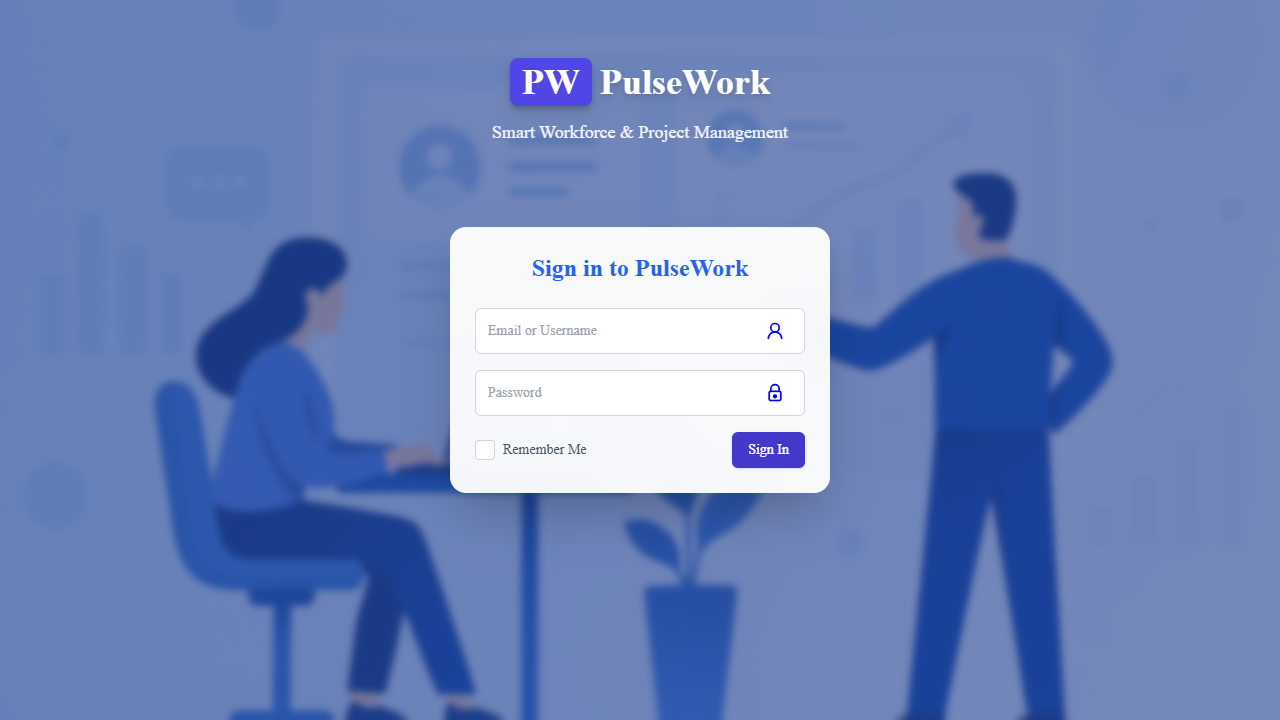 PW PulseWork
Smart Workforce & Project Management
Sign in to PulseWork
Email or Username
Password
Remember Me
Sign In